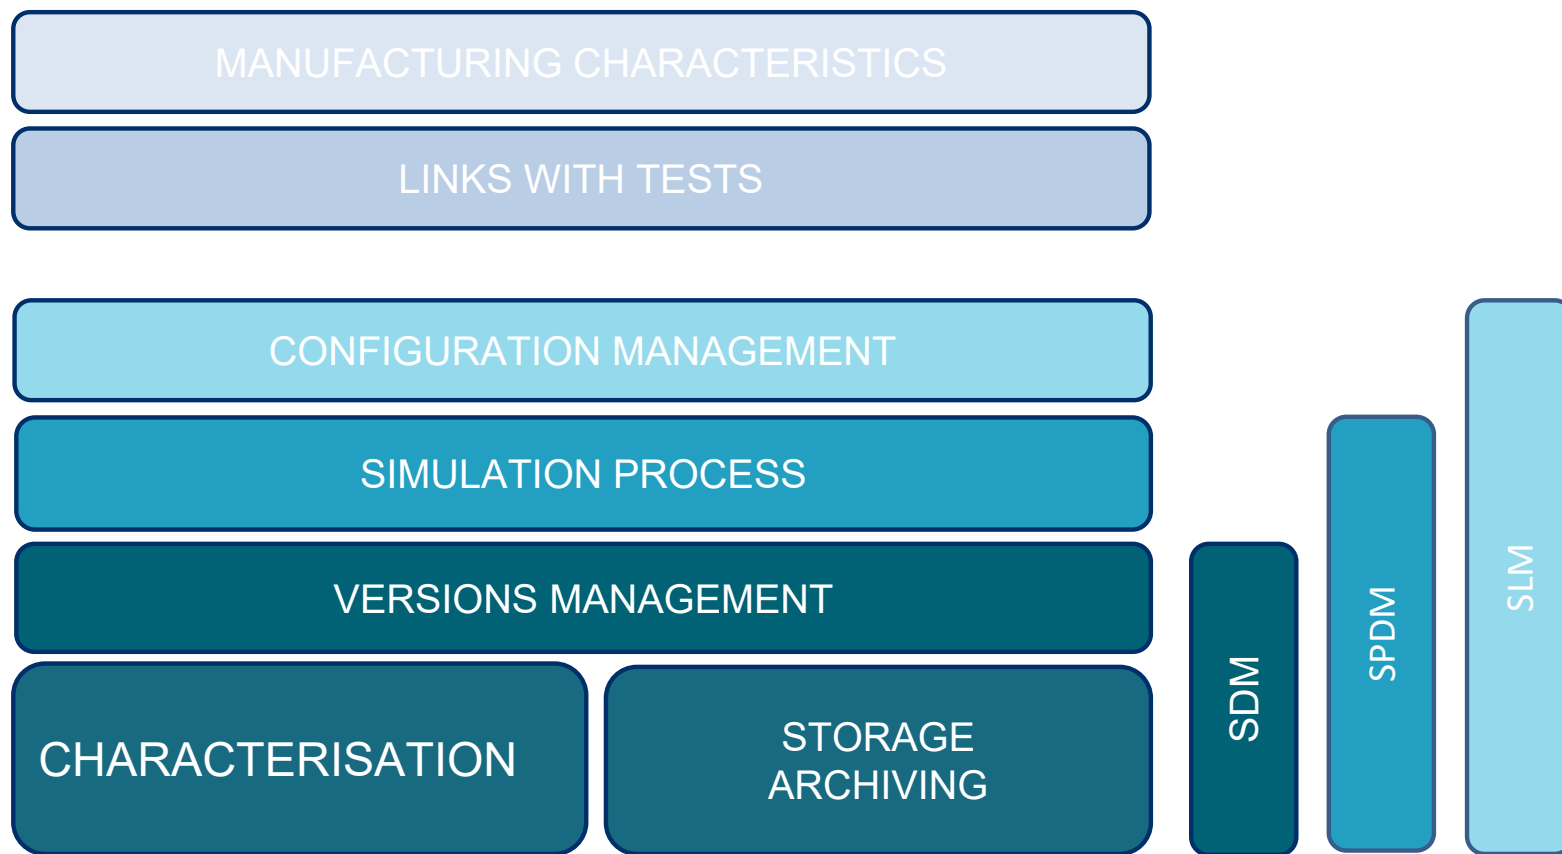 MANUFACTURING CHARACTERISTICS
LINKS WITH TESTS
CONFIGURATION MANAGEMENT
SIMULATION PROCESS
VERSIONS MANAGEMENT
CHARACTERISATION
STORAGE
ARCHIVING
SDM
SPDM
SLM